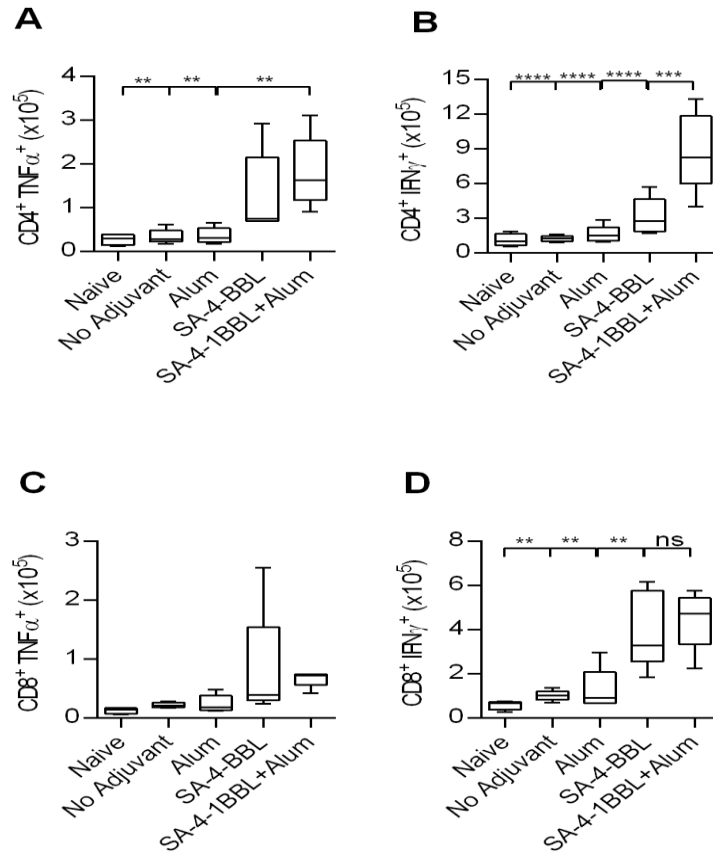 A
CD4+ TNFα+ (x10⁵)
4
3
2
1
0
** ** **
Naive
No Adjuvant
Alum
SA-4-BBL
SA-4-1BBL+Alum
B
CD4+ IFNγ+ (x10⁵)
15
12
9
6
3
0
**** **** **** ***
Naive
No Adjuvant
Alum
SA-4-BBL
SA-4-1BBL+Alum
C
CD8+ TNFα+ (x10⁵)
3
2
1
0
Naive
No Adjuvant
Alum
SA-4-BBL
SA-4-1BBL+Alum
D
CD8+ IFNγ+ (x10⁵)
8
6
4
2
0
** ** ** ns
Naive
No Adjuvant
Alum
SA-4-BBL
SA-4-1BBL+Alum